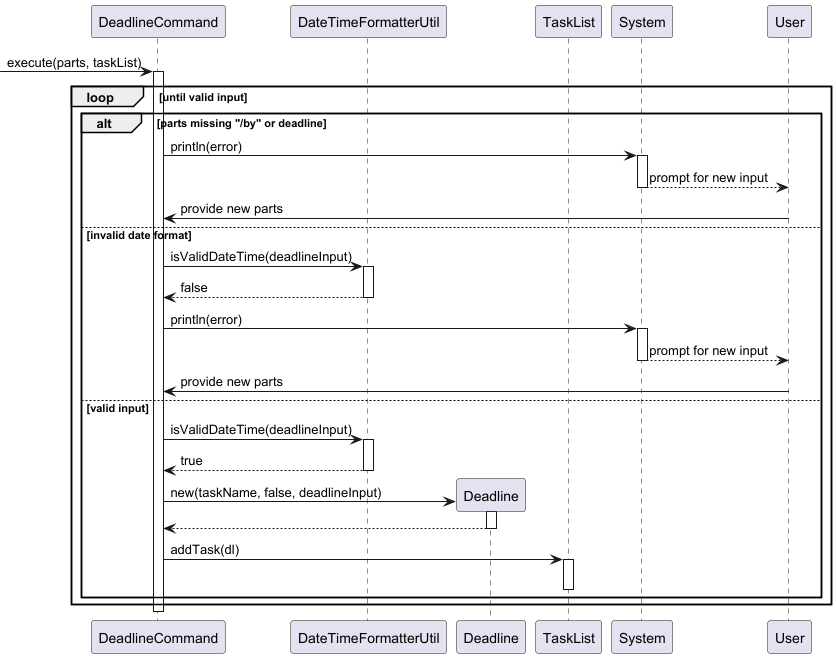 DeadlineCommand DateTimeFormatterUtil TaskList System User
execute(parts, taskList)
loop [until valid input]
alt [parts missing "/by" or deadline]
println(error)
prompt for new input
provide new parts
[invalid date format]
isValidDateTime(deadlineInput)
false
println(error)
prompt for new input
provide new parts
[valid input]
isValidDateTime(deadlineInput)
true
new(taskName, false, deadlineInput) Deadline
addTask(dl)
DeadlineCommand DateTimeFormatterUtil Deadline TaskList System User